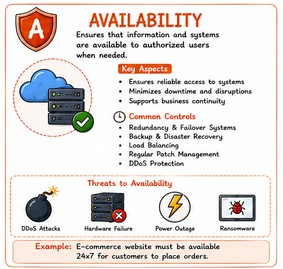 A
AVAILABILITY
Ensures that information and systems
are available to authorized users
when needed.
Key Aspects
• Ensures reliable access to systems
• Minimizes downtime and disruptions
• Supports business continuity
Common Controls
• Redundancy & Failover Systems
• Backup & Disaster Recovery
• Load Balancing
• Regular Patch Management
• DDoS Protection
Threats to Availability
DDoS Attacks
Hardware Failure
Power Outage
Ransomware
Example: E-commerce website must be available
24x7 for customers to place orders.